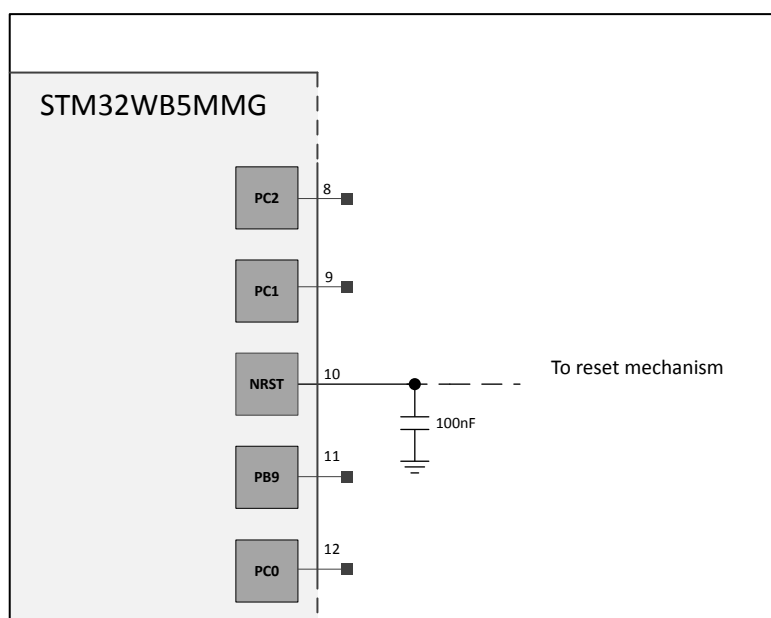 STM32WB5MMG
PC2
8
PC1
9
NRST
10
To reset mechanism
100nF
PB9
11
PC0
12